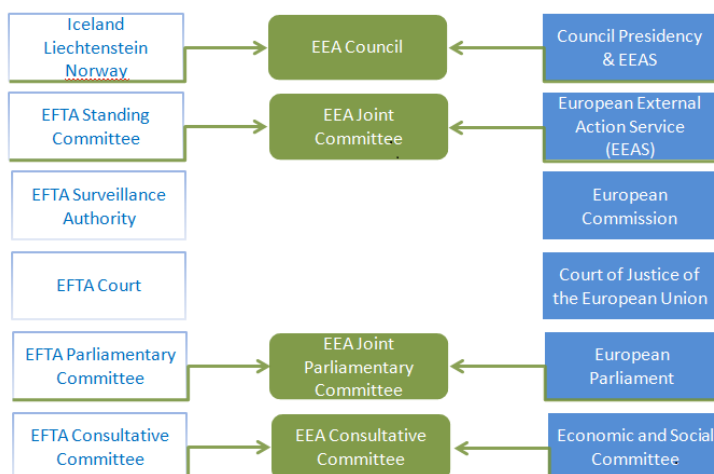 Iceland
Liechtenstein
Norway
EEA Council
Council Presidency
& EEAS
EFTA Standing
Committee
EEA Joint
Committee
European External
Action Service
(EEAS)
EFTA Surveillance
Authority
European
Commission
EFTA Court
Court of Justice of
the European Union
EFTA Parliamentary
Committee
EEA Joint
Parliamentary
Committee
European
Parliament
EFTA Consultative
Committee
EEA Consultative
Committee
Economic and Social
Committee